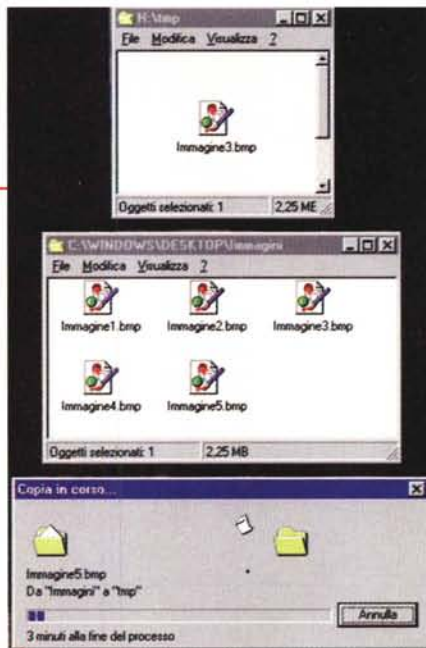 H:\tmp
File Modifica Visualizza ?
Immagine3.bmp
Oggetti selezionati: 1 2,25 ME
C:\WINDOWS\DESKTOP\Immagini
File Modifica Visualizza ?
Immagine1.bmp Immagine2.bmp Immagine3.bmp
Immagine4.bmp Immagine5.bmp
Oggetti selezionati: 1 2,25 MB
Copia in corso...
Immagine5.bmp
Da "Immagini" a "tmp"
Annulla
3 minuti alla fine del processo